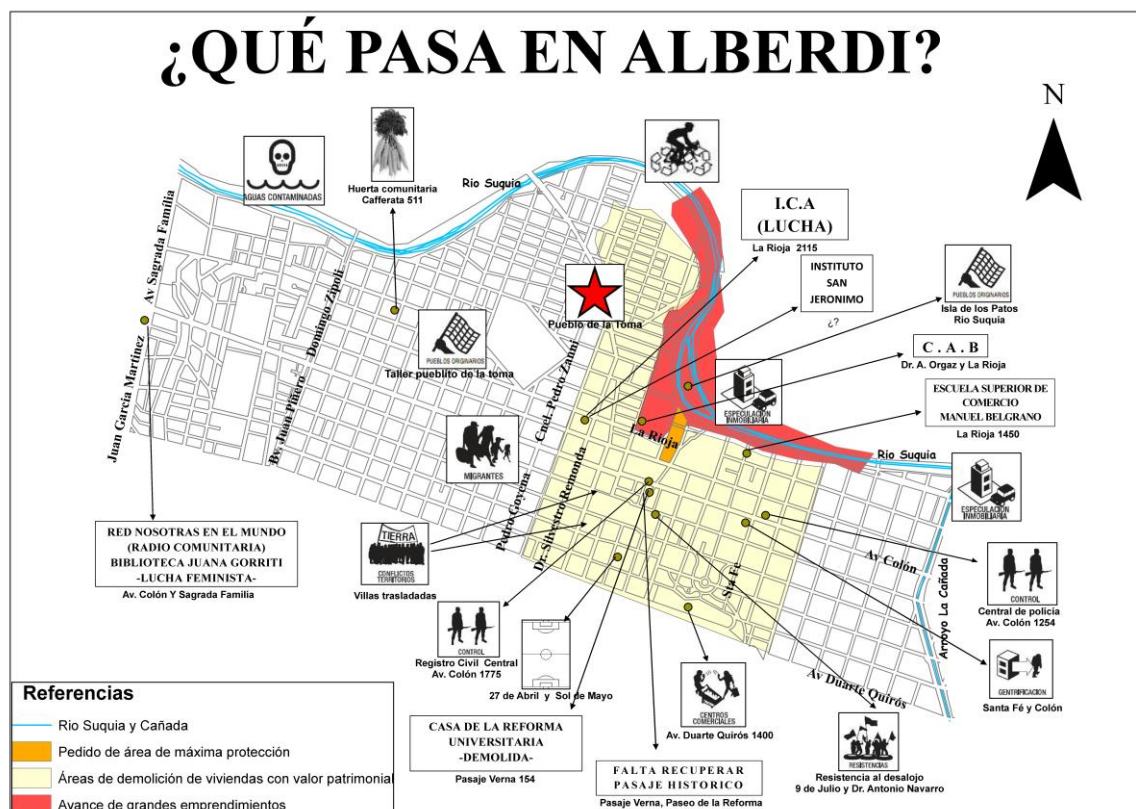 ¿QUÉ PASA EN ALBERDI?
N
AGUAS CONTAMINADAS
Huerta comunitaria
Cafferata 511
Rio Suquia
I.C.A
(LUCHA)
La Rioja 2115
INSTITUTO
SAN
JERONIMO
¿?
PUEBLOS ORIGINARIOS
Isla de los Patos
Rio Suquia
C . A . B
Dr. A. Orgaz y La Rioja
ESCUELA SUPERIOR DE
COMERCIO
MANUEL BELGRANO
La Rioja 1450
Av Sagrada Família
Domingo Zípoli
Pueblo de la Toma
PUEBLOS ORIGINARIOS
Taller pueblito de la toma
Cnel. Pedro Zanni
ESPECULACIÓN
INMOBILIARIA
Juan García Martínez
Bv. Juan Piñero
La Rioja
Rio Suquia
MIGRANTES
ESPECULACIÓN
INMOBILIARIA
Pedro Goyena
Dr. Silvestro Remonda
RED NOSOTRAS EN EL MUNDO
(RADIO COMUNITARIA)
BIBLIOTECA JUANA GORRITI
-LUCHA FEMINISTA-
Av. Colón Y Sagrada Familia
TIERRA
CONFLICTOS
TERRITORIOS
Villas trasladadas
Sta Fe
Av Colón
Arroyo La Cañada
CONTROL
Central de policía
Av. Colón 1254
CONTROL
Registro Civil Central
Av. Colón 1775
27 de Abril y Sol de Mayo
CENTROS
COMERCIALES
Av. Duarte Quirós 1400
Av Duarte Quirós
GENTRIFICACIÓN
Santa Fé y Colón
RESISTENCIAS
Resistencia al desalojo
9 de Julio y Dr. Antonio Navarro
CASA DE LA REFORMA
UNIVERSITARIA
-DEMOLIDA-
Pasaje Verna 154
FALTA RECUPERAR
PASAJE HISTORICO
Pasaje Verna, Paseo de la Reforma
Referencias
Rio Suquia y Cañada
Pedido de área de máxima protección
Áreas de demolición de viviendas con valor patrimonial
Avance de grandes emprendimientos